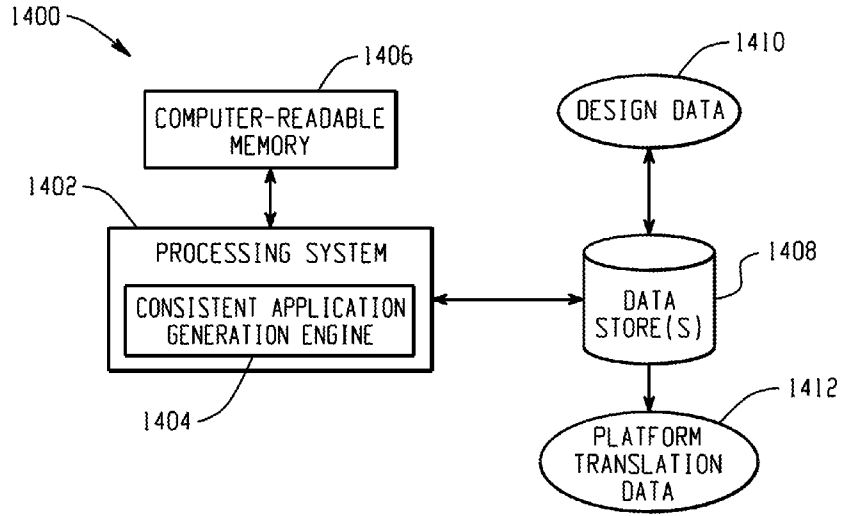 1400
1406
COMPUTER-READABLE
MEMORY
1402
PROCESSING SYSTEM
CONSISTENT APPLICATION
GENERATION ENGINE
1404
1410
DESIGN DATA
1408
DATA
STORE(S)
1412
PLATFORM
TRANSLATION
DATA